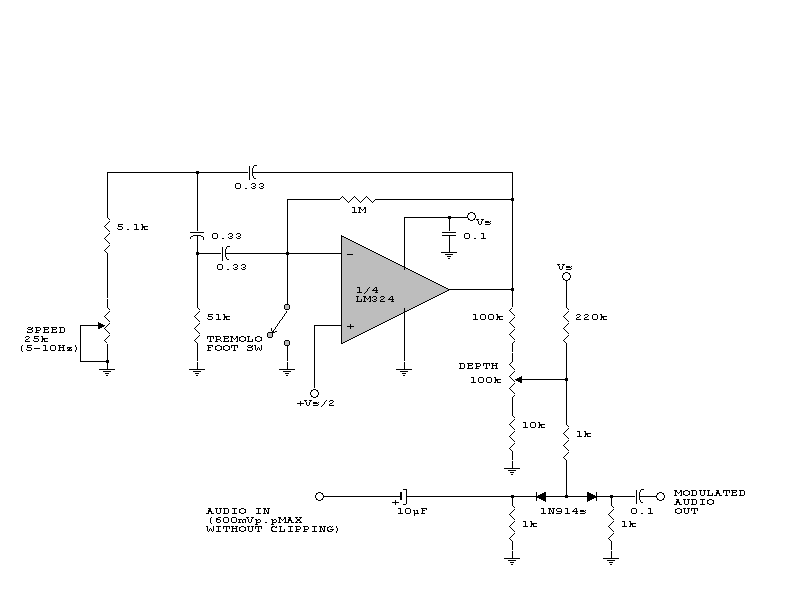 0.33
1M
5.1k
0.33
0.33
Vs
0.1
−
1/4
LM324
+
Vs
SPEED
25k
(5-10Hz)
51k
TREMOLO
FOOT SW
100k
220k
DEPTH
100k
+Vs/2
10k
1k
AUDIO IN
(600mVp.pMAX
WITHOUT CLIPPING)
+
10µF
1k
1N914s
1k
0.1
MODULATED
AUDIO
OUT